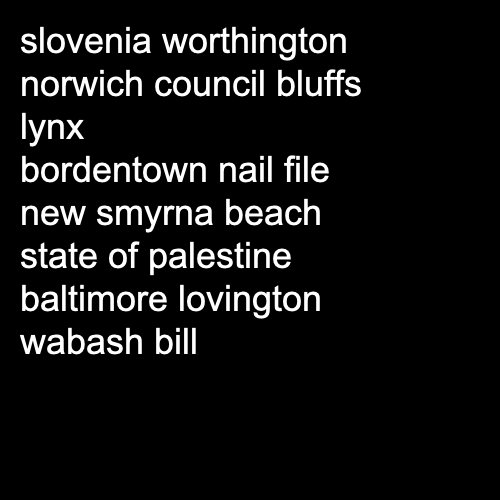 slovenia worthington
norwich council bluffs
lynx
bordentown nail file
new smyrna beach
state of palestine
baltimore lovington
wabash bill